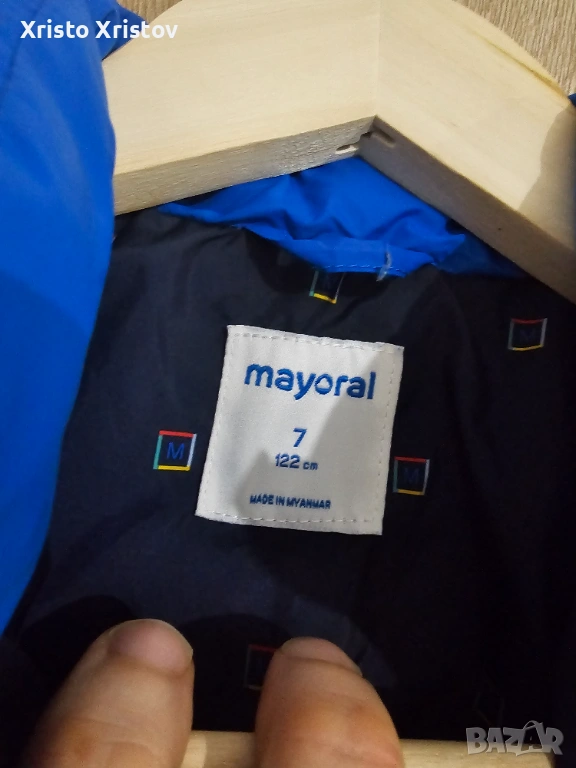 Xristo Xristov
mayoral
7
122 cm
MADE IN MYANMAR
M
M
M
M
BAZAR